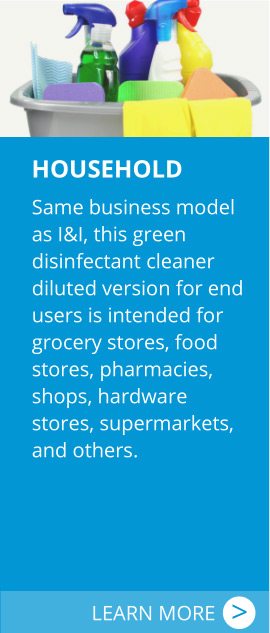 HOUSEHOLD
Same business model
as I&I, this green
disinfectant cleaner
diluted version for end
users is intended for
grocery stores, food
stores, pharmacies,
shops, hardware
stores, supermarkets,
and others.
LEARN MORE >